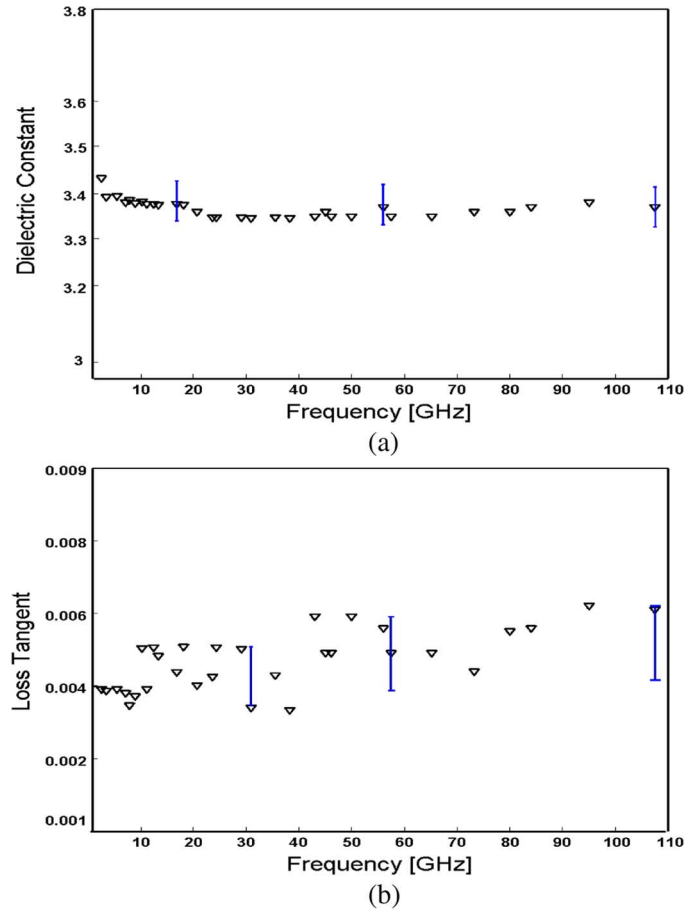 3.8
3.6
3.5
3.4
3.3
3.2
3
Dielectric Constant
10 20 30 40 50 60 70 80 90 100 110
Frequency [GHz]
(a)
0.009
0.008
0.006
0.004
0.002
0.001
Loss Tangent
10 20 30 40 50 60 70 80 90 100 110
Frequency [GHz]
(b)